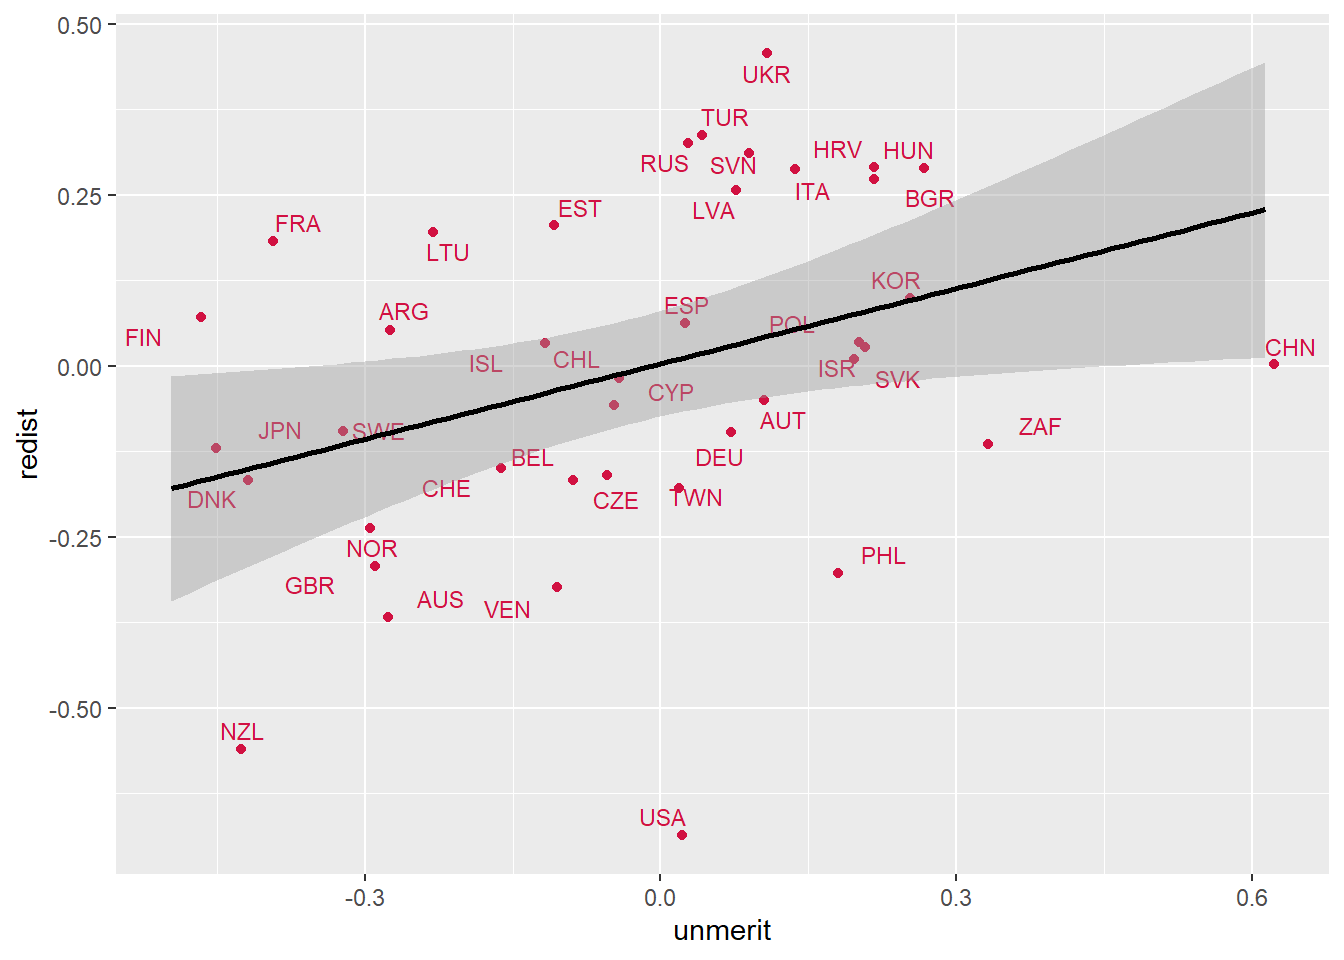 0.50
UKR
TUR
RUS
SVN
HRV
HUN
ITA
BGR
0.25
LVA
EST
FRA
LTU
KOR
ESP
ARG
POL
FIN
CHN
0.00
ISL
CHL
ISR
SVK
CYP
AUT
ZAF
JPN
SWE
BEL
DEU
redist
DNK
CHE
CZE
TWN
-0.25
NOR
PHL
GBR
AUS
VEN
-0.50
NZL
USA
-0.3
0.0
0.3
0.6
unmerit